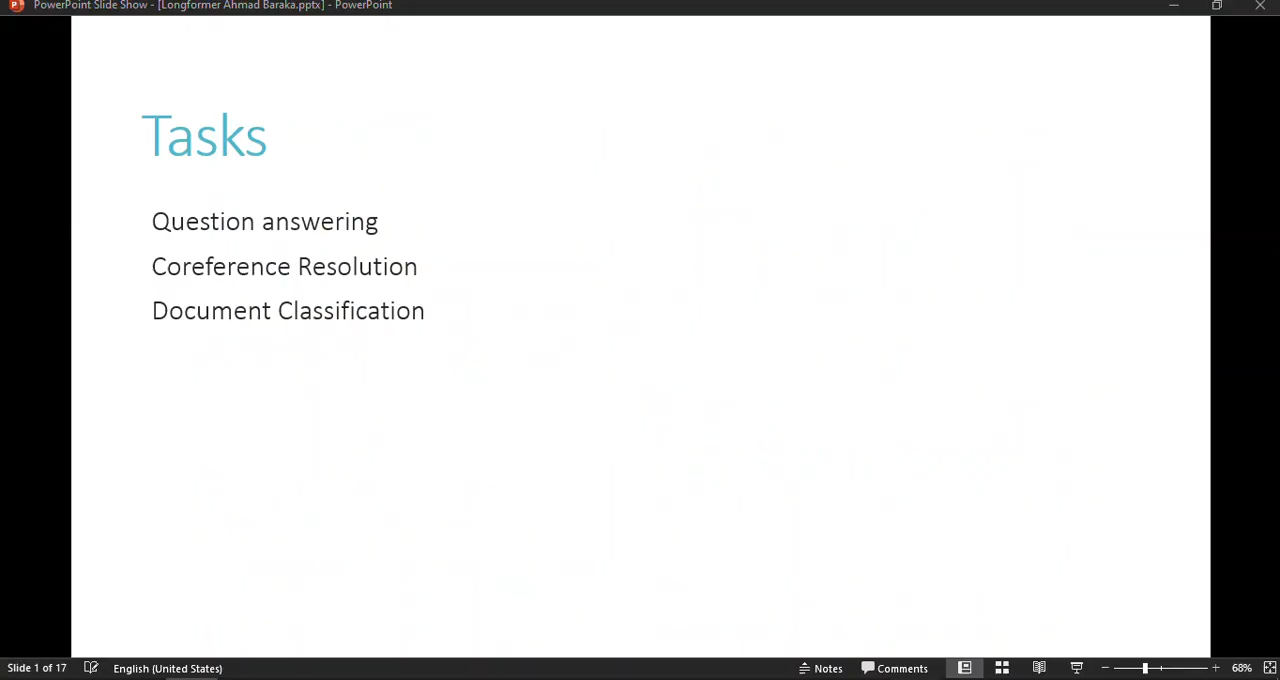 PowerPoint Slide Show - [Longformer Ahmad Baraka.pptx] - PowerPoint
Tasks
Question answering
Coreference Resolution
Document Classification
Slide 1 of 17 English (United States) Notes Comments 68%